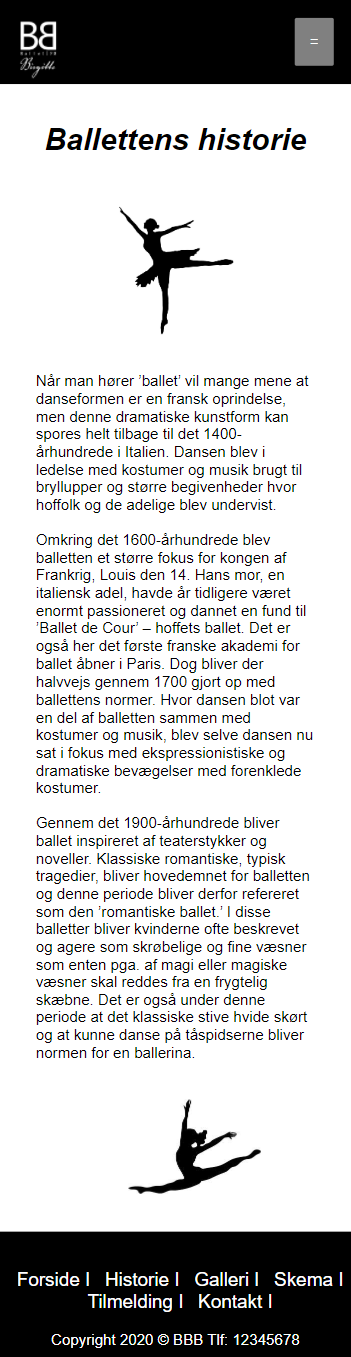 BB
Birgitte
=
Ballettens historie
Når man hører ’ballet’ vil mange mene at
danseformen er en fransk oprindelse,
men denne dramatiske kunstform kan
spores helt tilbage til det 1400-
århundrede i Italien. Dansen blev i
ledelse med kostumer og musik brugt til
bryllupper og større begivenheder hvor
hoffolk og de adelige blev undervist.
Omkring det 1600-århundrede blev
balletten et større fokus for kongen af
Frankrig, Louis den 14. Hans mor, en
italiensk adel, havde år tidligere været
enormt passioneret og dannet en fund til
’Ballet de Cour’ – hoffets ballet. Det er
også her det første franske akademi for
ballet åbner i Paris. Dog bliver der
halvvejs gennem 1700 gjort op med
ballettens normer. Hvor dansen blot var
en del af balletten sammen med
kostumer og musik, blev selve dansen nu
sat i fokus med ekspressionistiske og
dramatiske bevægelser med forenklede
kostumer.
Gennem det 1900-århundrede bliver
ballet inspireret af teaterstykker og
noveller. Klassiske romantiske, typisk
tragedier, bliver hovedemnet for balletten
og denne periode bliver derfor refereret
som den ’romantiske ballet.’ I disse
balletter bliver kvinderne ofte beskrevet
og agere som skrøbelige og fine væsner
som enten pga. af magi eller magiske
væsner skal reddes fra en frygtelig
skæbne. Det er også under denne
periode at det klassiske stive hvide skørt
og at kunne danse på tåspidserne bliver
normen for en ballerina.
Forside I Historie I Galleri I Skema I
Tilmelding I Kontakt I
Copyright 2020 © BBB Tlf: 12345678